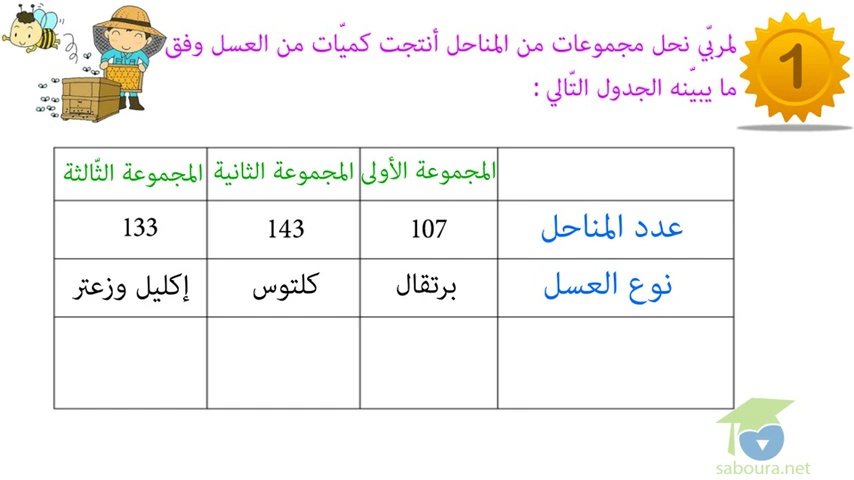 لمربّي نحل مجموعات من المناحل أنتجت كميّات من العسل وفق
ما يبيّنه الجدول التّالي :
1
المجموعة الأولى المجموعة الثانية المجموعة الثّالثة
عدد المناحل 107 143 133
نوع العسل برتقال كلتوس إكليل وزعتر
saboura.net